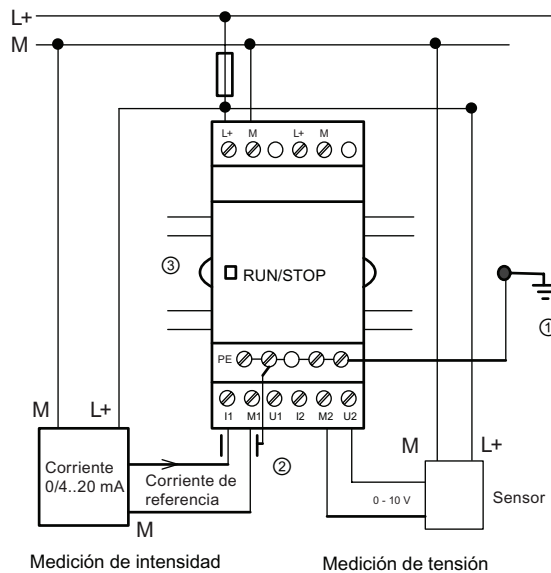 L+
M
L+ M L+ M
③ RUN/STOP
①
PE
I1 M1 U1 I2 M2 U2
M L+
②
M L+
Corriente
0/4..20 mA
Corriente de
referencia
M
0 - 10 V
Sensor
Medición de intensidad
Medición de tensión